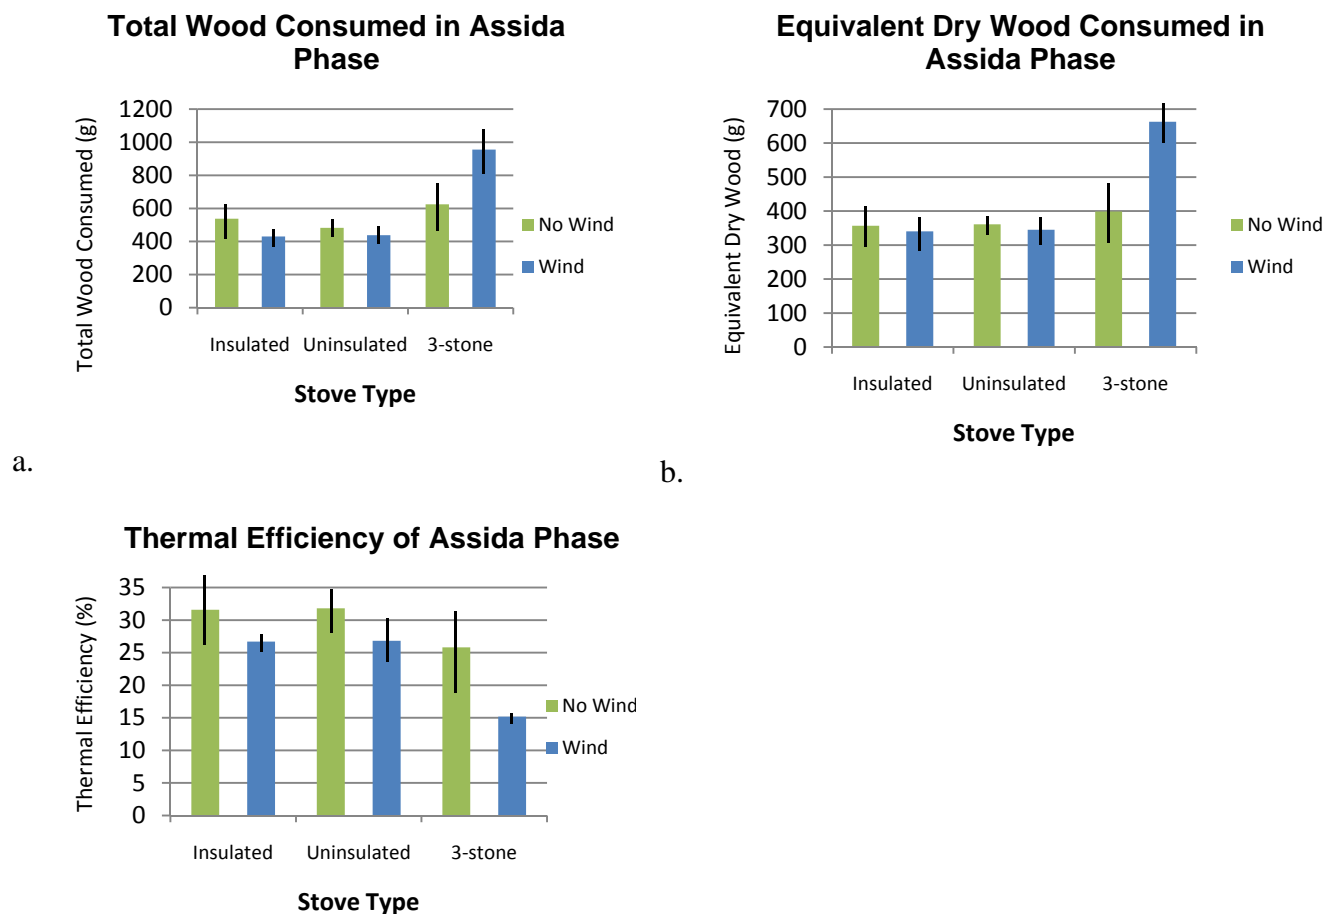 Total Wood Consumed in Assida
Phase
Total Wood Consumed (g)
1200
1000
800
600
400
200
0
Insulated Uninsulated 3-stone
Stove Type
No Wind
Wind
a.
Equivalent Dry Wood Consumed in
Assida Phase
Equivalent Dry Wood (g)
700
600
500
400
300
200
100
0
Insulated Uninsulated 3-stone
Stove Type
No Wind
Wind
b.
Thermal Efficiency of Assida Phase
Thermal Efficiency (%)
35
30
25
20
15
10
5
0
Insulated Uninsulated 3-stone
Stove Type
No Wind
Wind